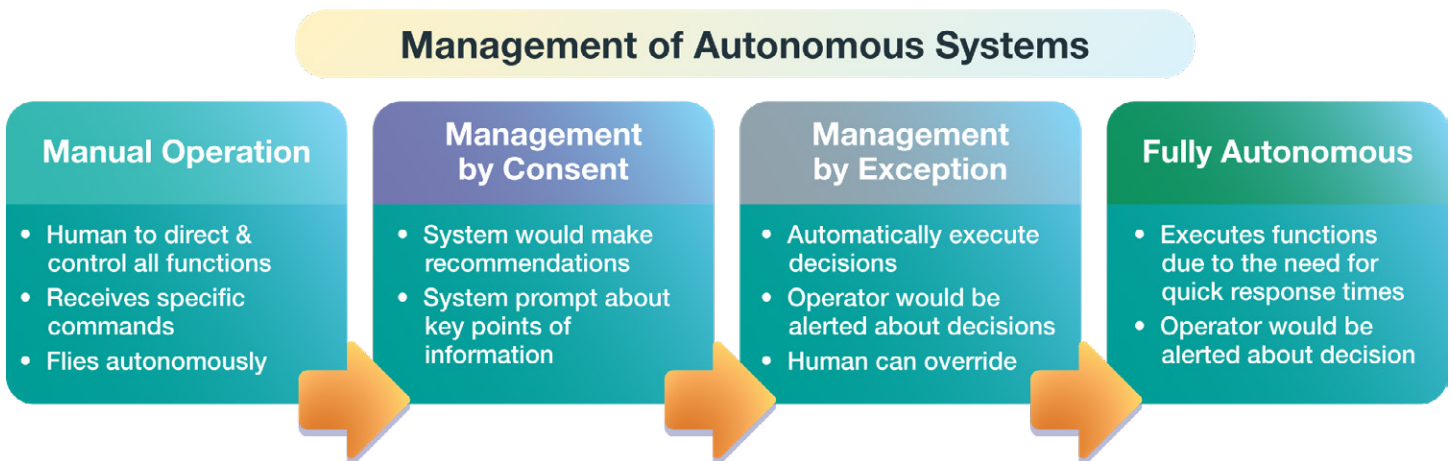 Management of Autonomous Systems
Manual Operation
• Human to direct &
control all functions
• Receives specific
commands
• Flies autonomously
Management
by Consent
• System would make
recommendations
• System prompt about
key points of
information
Management
by Exception
• Automatically execute
decisions
• Operator would be
alerted about decisions
• Human can override
Fully Autonomous
• Executes functions
due to the need for
quick response times
• Operator would be
alerted about decision